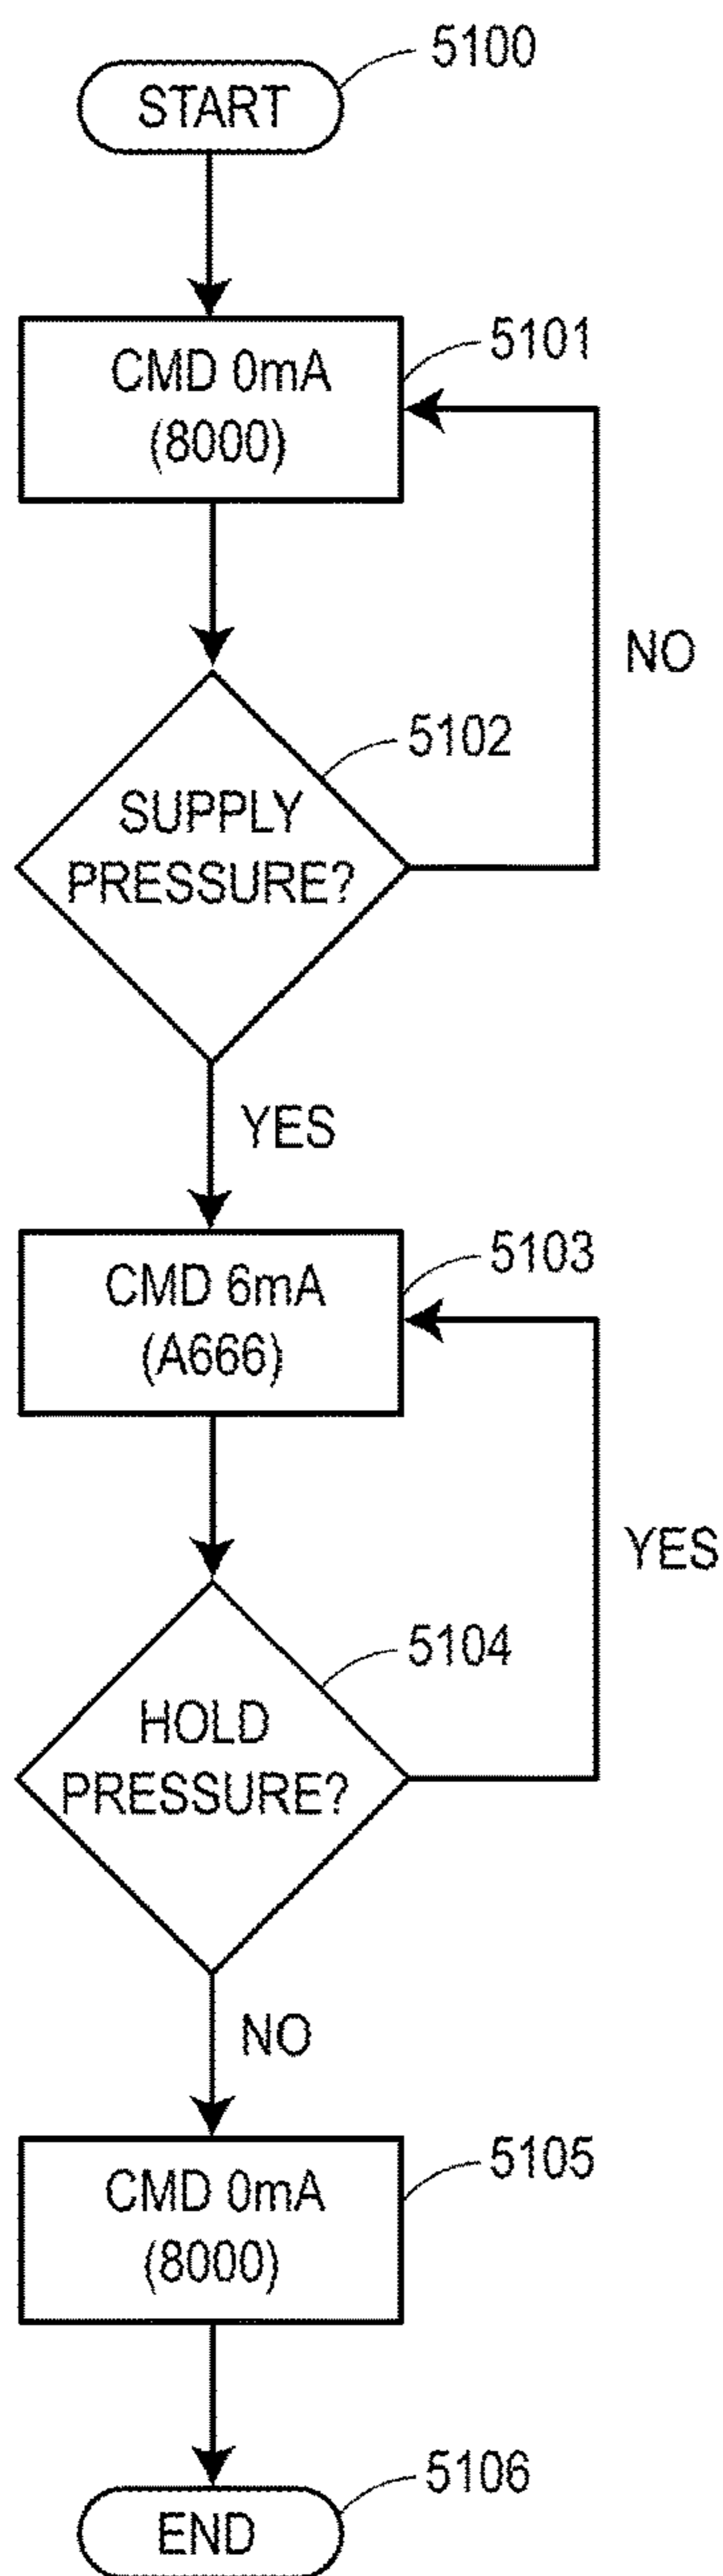 5100
START
5101
CMD 0mA
(8000)
NO
5102
SUPPLY
PRESSURE?
YES
5103
CMD 6mA
(A666)
YES
5104
HOLD
PRESSURE?
NO
5105
CMD 0mA
(8000)
5106
END